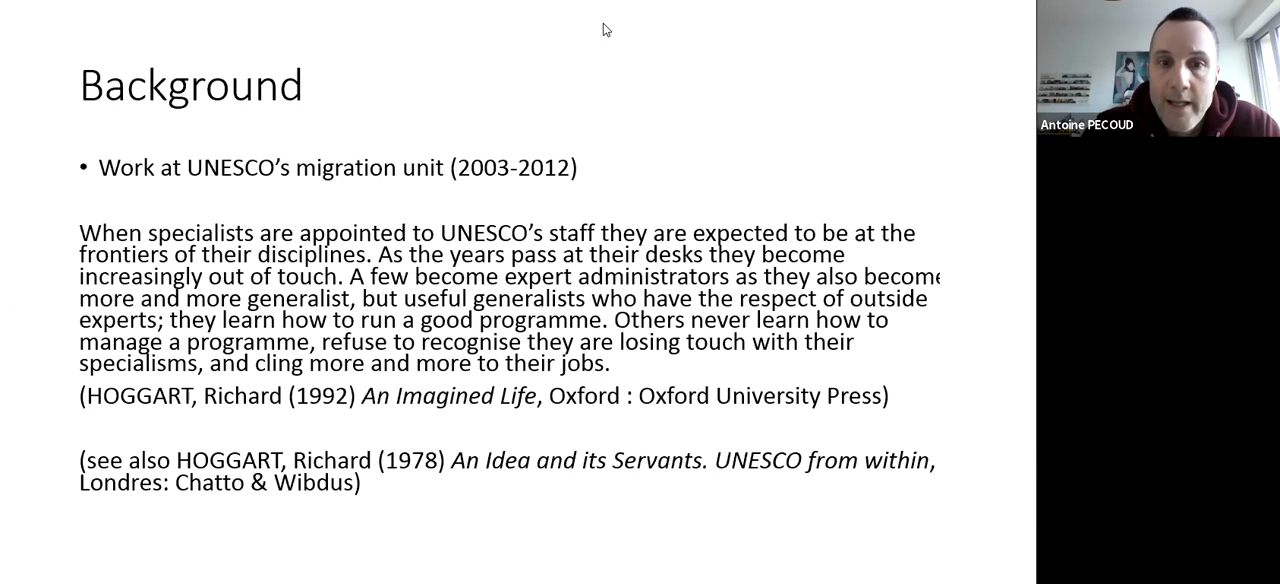 Background
• Work at UNESCO’s migration unit (2003-2012)
When specialists are appointed to UNESCO’s staff they are expected to be at the
frontiers of their disciplines. As the years pass at their desks they become
increasingly out of touch. A few become expert administrators as they also become
more and more generalist, but useful generalists who have the respect of outside
experts; they learn how to run a good programme. Others never learn how to
manage a programme, refuse to recognise they are losing touch with their
specialisms, and cling more and more to their jobs.
(HOGGART, Richard (1992) An Imagined Life, Oxford : Oxford University Press)
(see also HOGGART, Richard (1978) An Idea and its Servants. UNESCO from within,
Londres: Chatto & Wibdus)
Antoine PECOUD